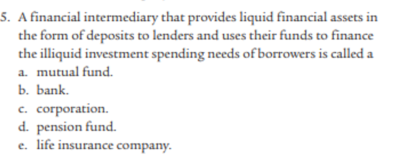 5. A financial intermediary that provides liquid financial assets in
the form of deposits to lenders and uses their funds to finance
the illiquid investment spending needs of borrowers is called a
a. mutual fund.
b. bank.
c. corporation.
d. pension fund.
e. life insurance company.